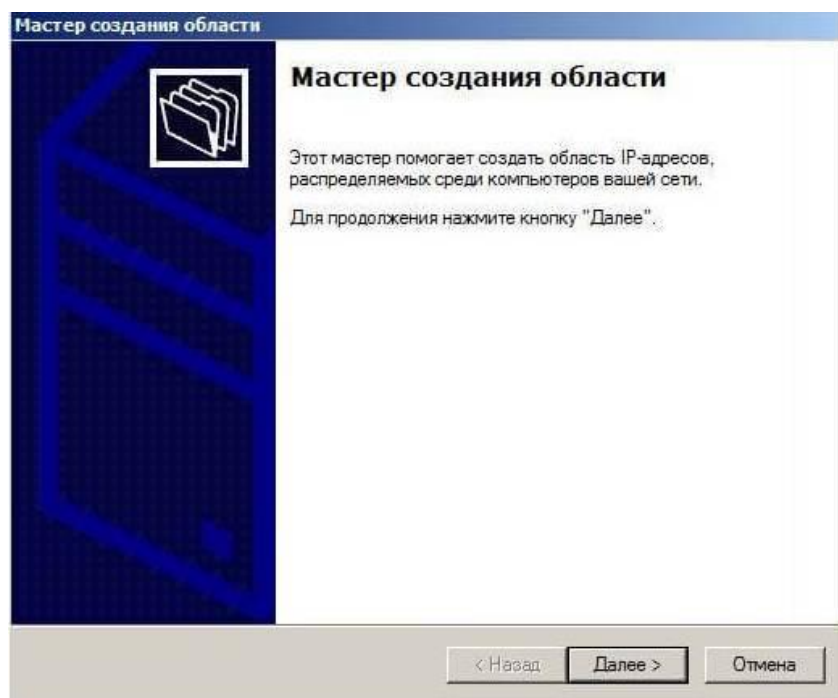 Мастер создания области
Мастер создания области
Этот мастер помогает создать область IP-адресов,
распределяемых среди компьютеров вашей сети.
Для продолжения нажмите кнопку "Далее".
< Назад
Далее >
Отмена